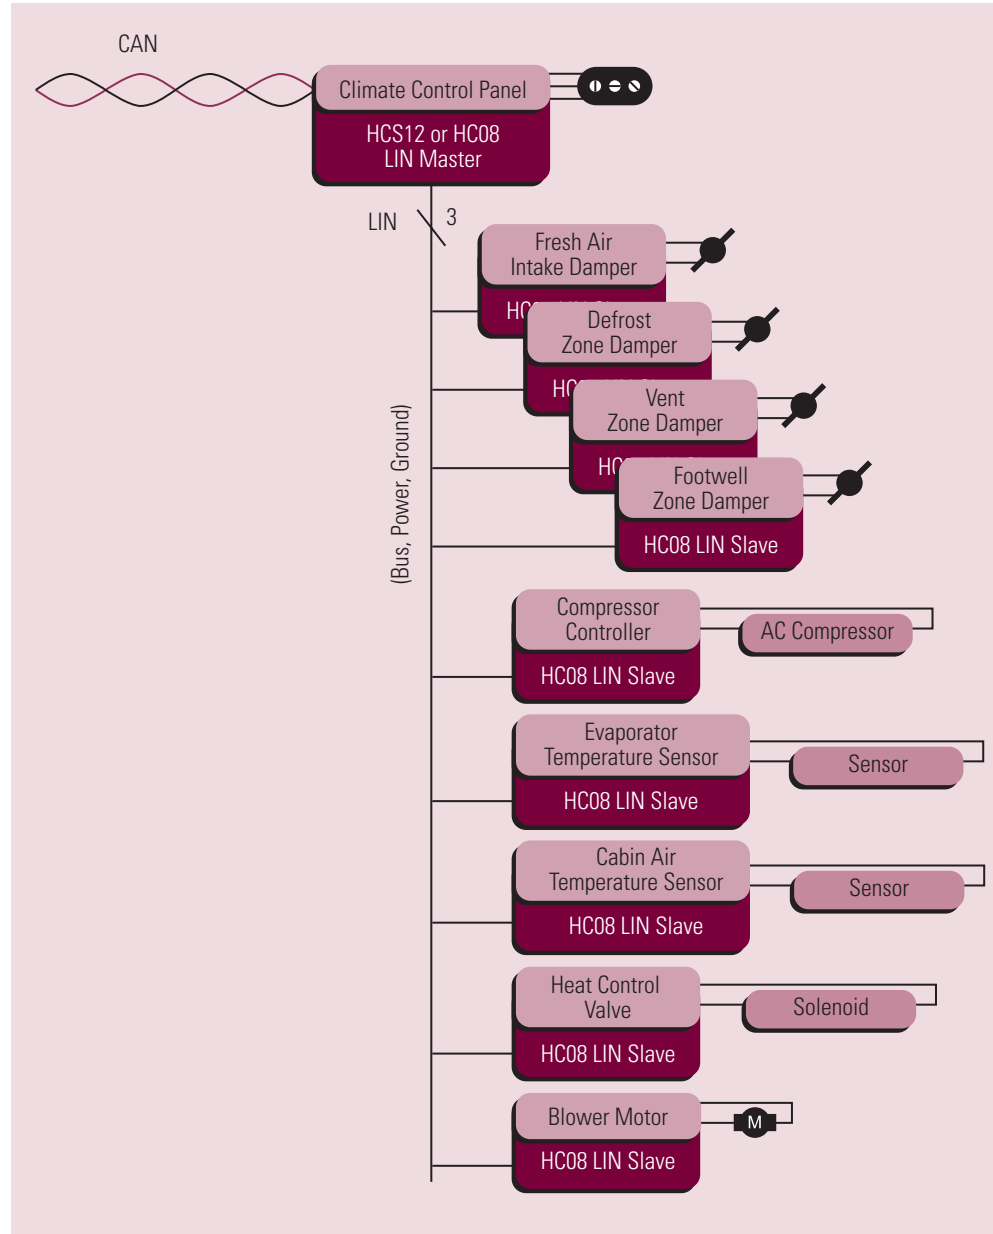 CAN
Climate Control Panel
HCS12 or HC08
LIN Master
LIN
3
(Bus, Power, Ground)
Fresh Air
Intake Damper
Defrost
Zone Damper
Vent
Zone Damper
Footwell
Zone Damper
HC08 LIN Slave
Compressor
Controller
HC08 LIN Slave
AC Compressor
Evaporator
Temperature Sensor
HC08 LIN Slave
Sensor
Cabin Air
Temperature Sensor
HC08 LIN Slave
Sensor
Heat Control
Valve
HC08 LIN Slave
Solenoid
Blower Motor
HC08 LIN Slave
M